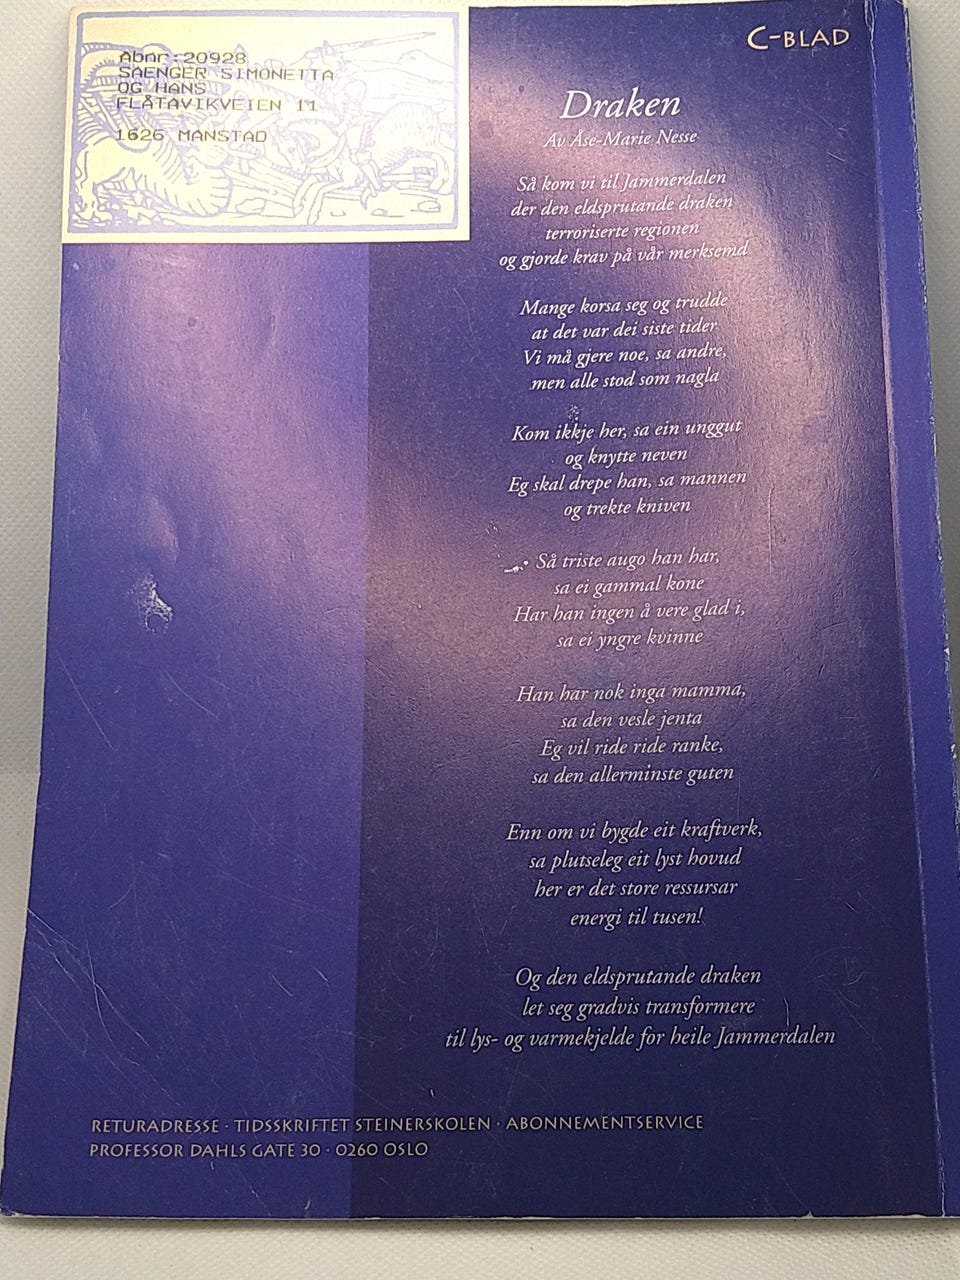 Abnr:20928
SAENGER SIMONETTA
OG HANS
FLÅTAVIKVEIEN 11
1626 MANSTAD
C-BLAD
Draken
Av Åse-Marie Nesse
Så kom vi til Jammerdalen
der den eldsprutande draken
terroriserte regionen
og gjorde krav på vår merksemd
Mange korsa seg og trudde
at det var dei siste tider
Vi må gjere noe, sa andre,
men alle stod som nagla
Kom ikkje her, sa ein unggut
og knytte neven
Eg skal drepe han, sa mannen
og trekte kniven
Så triste augo han har,
sa ei gammal kone
Har han ingen å vere glad i,
sa ei yngre kvinne
Han har nok inga mamma,
sa den vesle jenta
Eg vil ride ride ranke,
sa den allerminste guten
Enn om vi bygde eit kraftverk,
sa plutseleg eit lyst hovud
her er det store ressursar
energi til tusen!
Og den eldsprutande draken
let seg gradvis transformere
til lys- og varmekjelde for heile Jammerdalen
RETURADRESSE · TIDSSKRIFTET STEINERSKOLEN · ABONNEMENTSERVICE
PROFESSOR DAHLS GATE 30 · 0260 OSLO